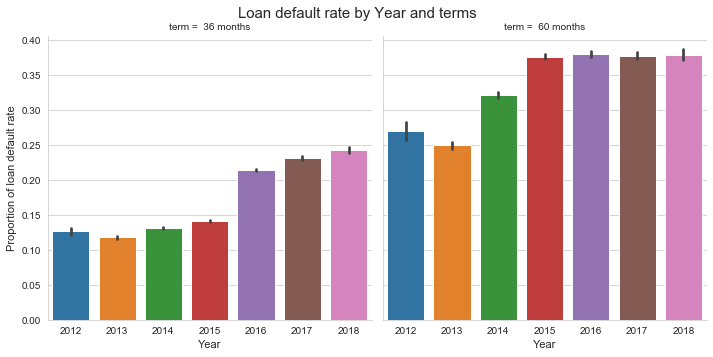 Loan default rate by Year and terms
term =  36 months
term =  60 months
Proportion of loan default rate
0.40
0.35
0.30
0.25
0.20
0.15
0.10
0.05
0.00
2012 2013 2014 2015 2016 2017 2018
2012 2013 2014 2015 2016 2017 2018
Year
Year